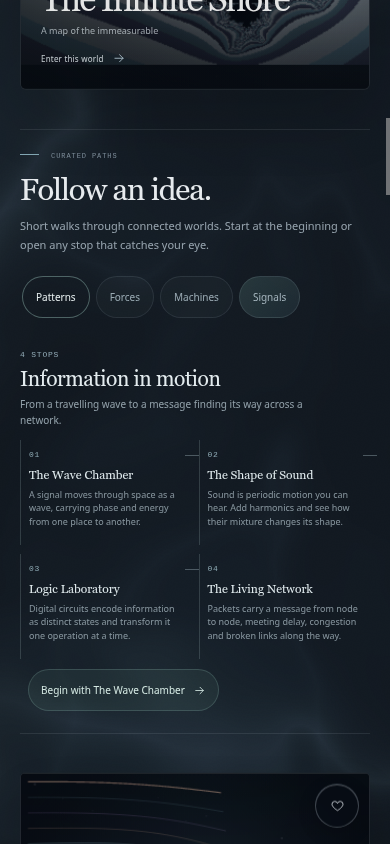 The Infinite Shore
A map of the immeasurable
Enter this world →
CURATED PATHS
Follow an idea.
Short walks through connected worlds. Start at the beginning or
open any stop that catches your eye.
Patterns Forces Machines Signals
4 STOPS
Information in motion
From a travelling wave to a message finding its way across a
network.
01
The Wave Chamber
A signal moves through space as a
wave, carrying phase and energy
from one place to another.
02
The Shape of Sound
Sound is periodic motion you can
hear. Add harmonics and see how
their mixture changes its shape.
03
Logic Laboratory
Digital circuits encode information
as distinct states and transform it
one operation at a time.
04
The Living Network
Packets carry a message from node
to node, meeting delay, congestion
and broken links along the way.
Begin with The Wave Chamber →